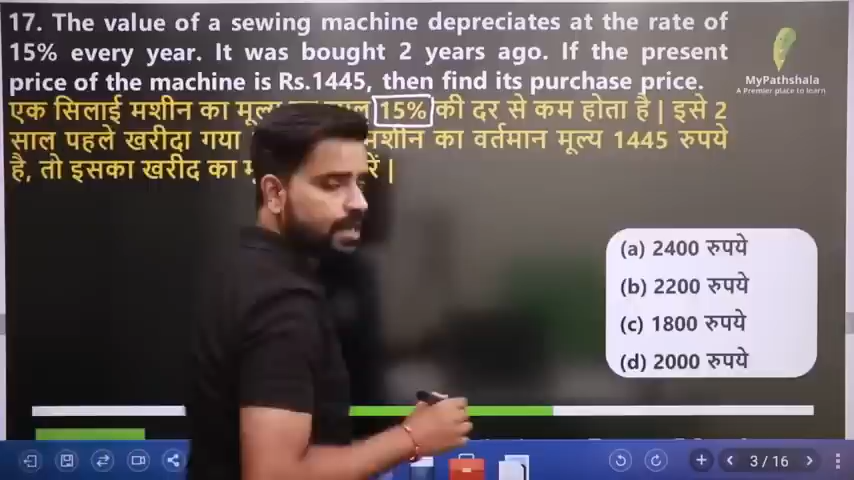 17. The value of a sewing machine depreciates at the rate of
15% every year. It was bought 2 years ago. If the present
price of the machine is Rs.1445, then find its purchase price.
एक सिलाई मशीन का 15% की दर से कम होता है | इसे 2
साल पहले खरीदा गया मशीन का वर्तमान मूल्य 1445 रुपये
है, तो इसका खरीद का
MyPathshala
A Premier place to learn
(a) 2400 रुपये
(b) 2200 रुपये
(c) 1800 रुपये
(d) 2000 रुपये
3 / 16